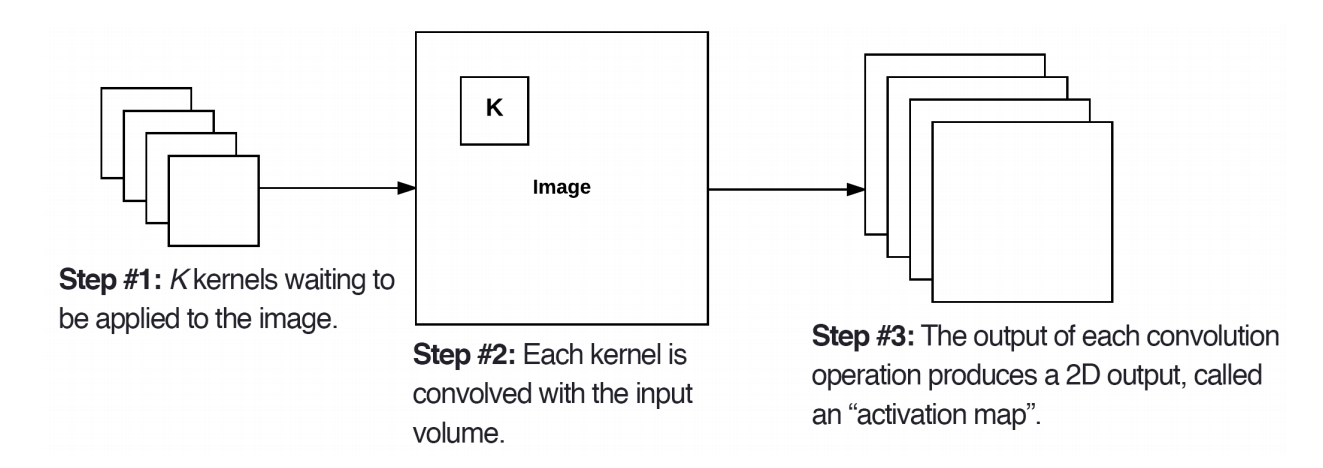 K
Image
Step #1: K kernels waiting to
be applied to the image.
Step #2: Each kernel is
convolved with the input
volume.
Step #3: The output of each convolution
operation produces a 2D output, called
an “activation map”.